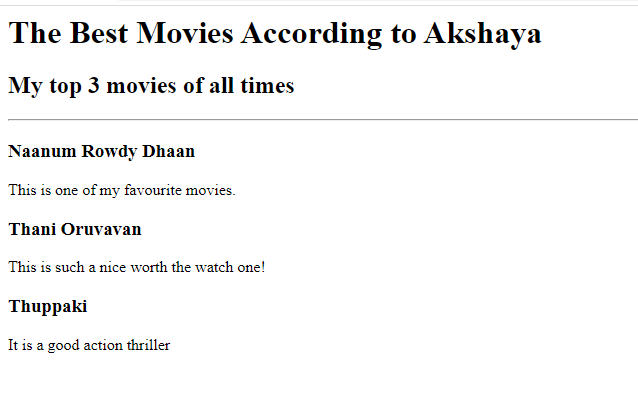 The Best Movies According to Akshaya
My top 3 movies of all times
Naanum Rowdy Dhaan
This is one of my favourite movies.
Thani Oruvavan
This is such a nice worth the watch one!
Thuppaki
It is a good action thriller